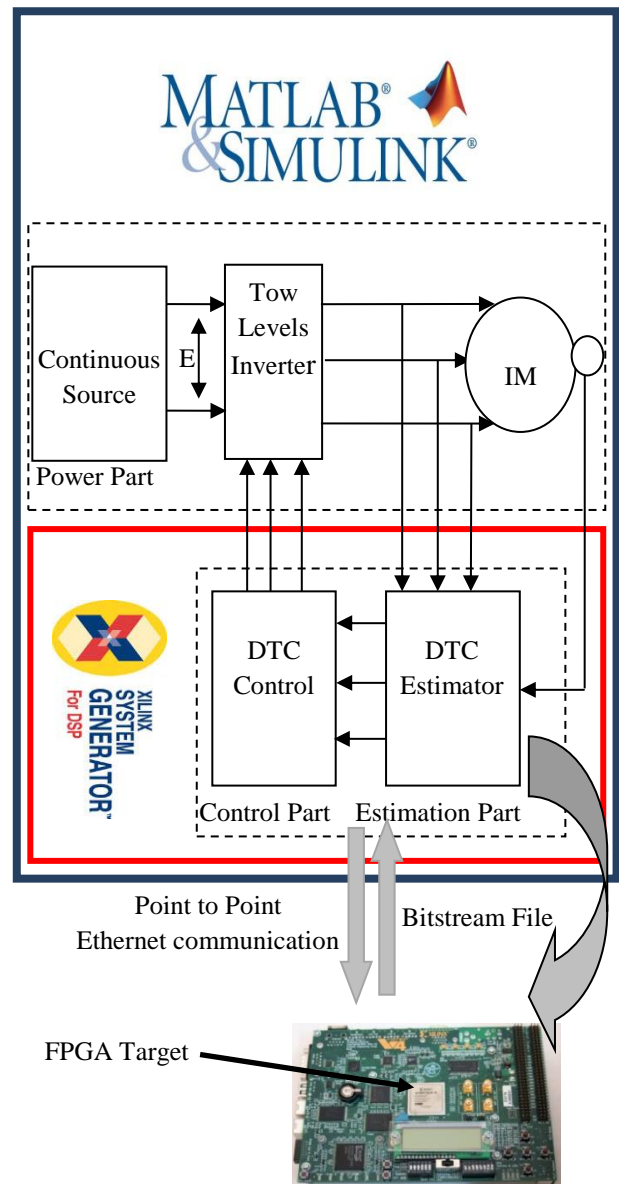 MATLAB®
&SIMULINK®
Tow
Levels
Inverter
Continuous
Source
E
IM
Power Part
XILINX
SYSTEM
GENERATOR™
For DSP
DTC
Control
DTC
Estimator
Control Part
Estimation Part
Point to Point
Ethernet communication
Bitstream File
FPGA Target